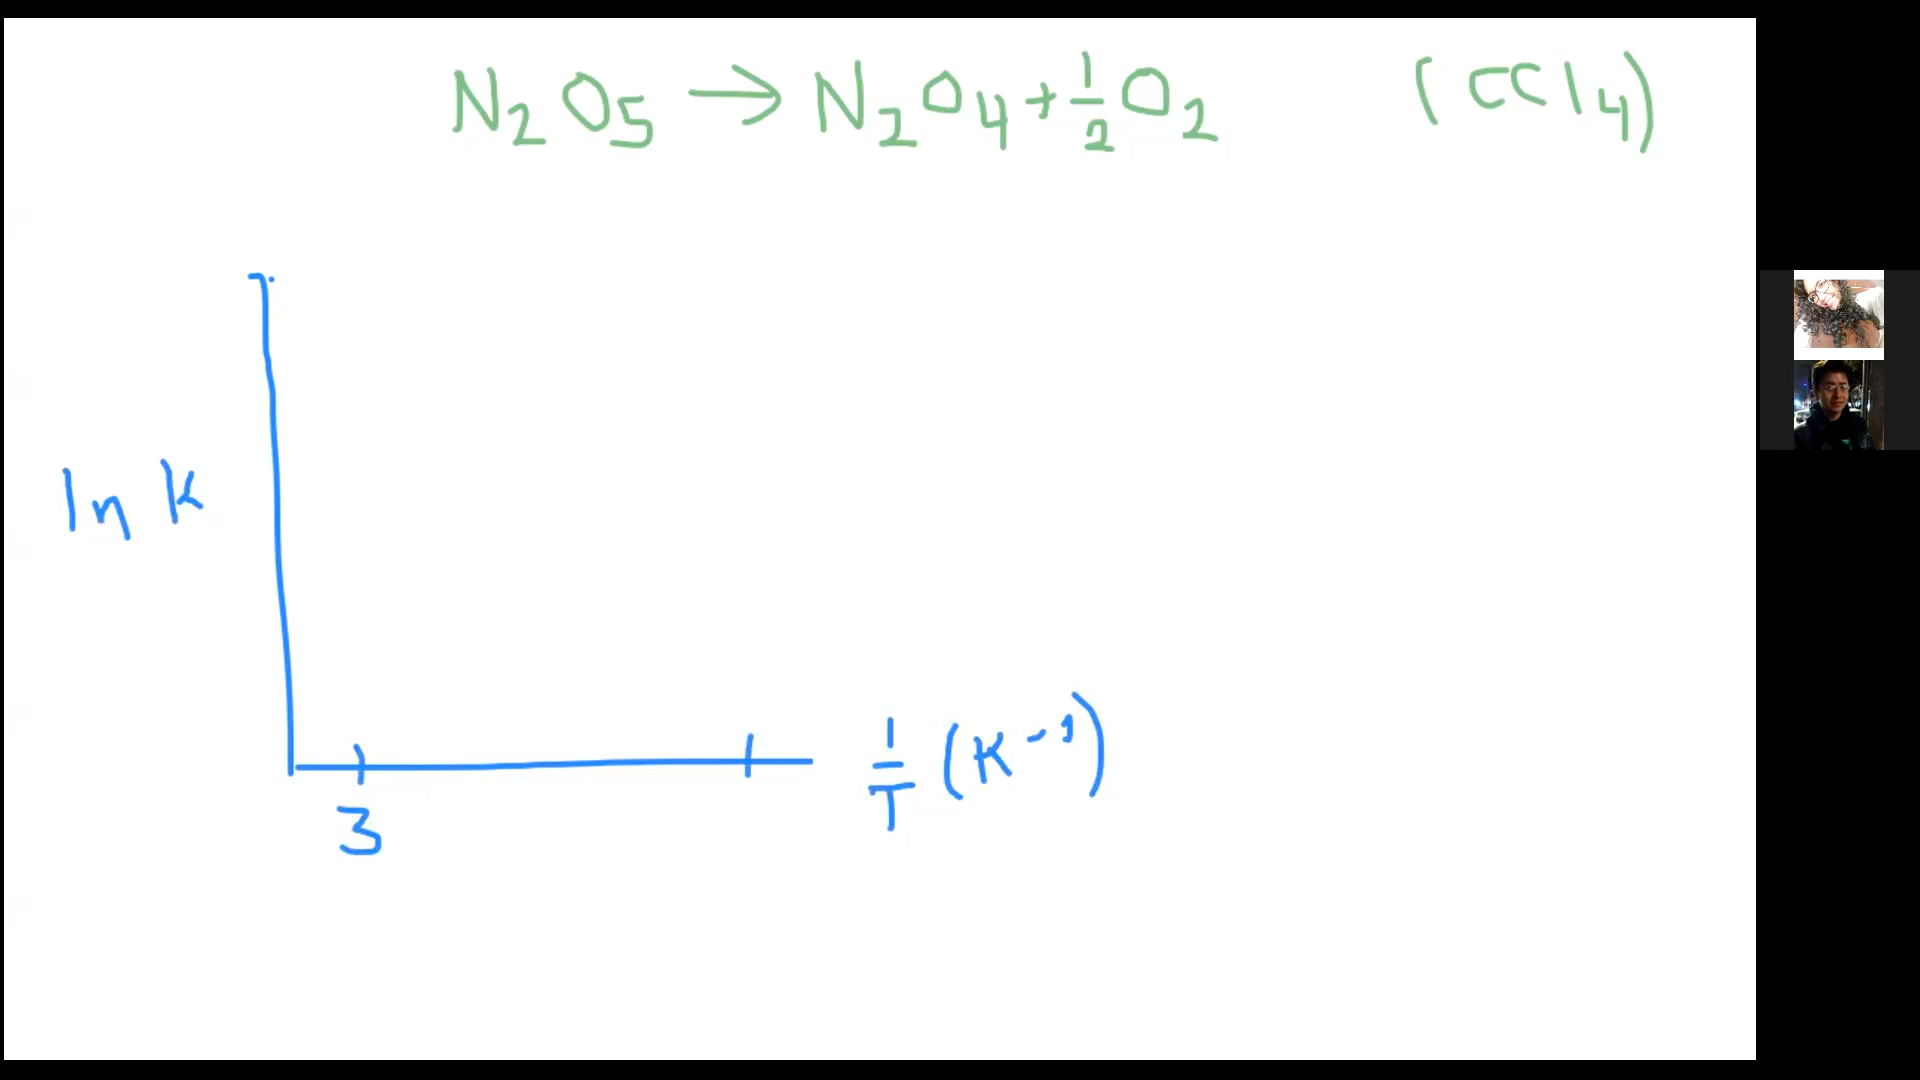 N₂O₅ → N₂O₄ + ½ O₂ (CCl₄)
ln k
1/T (K⁻¹)
3